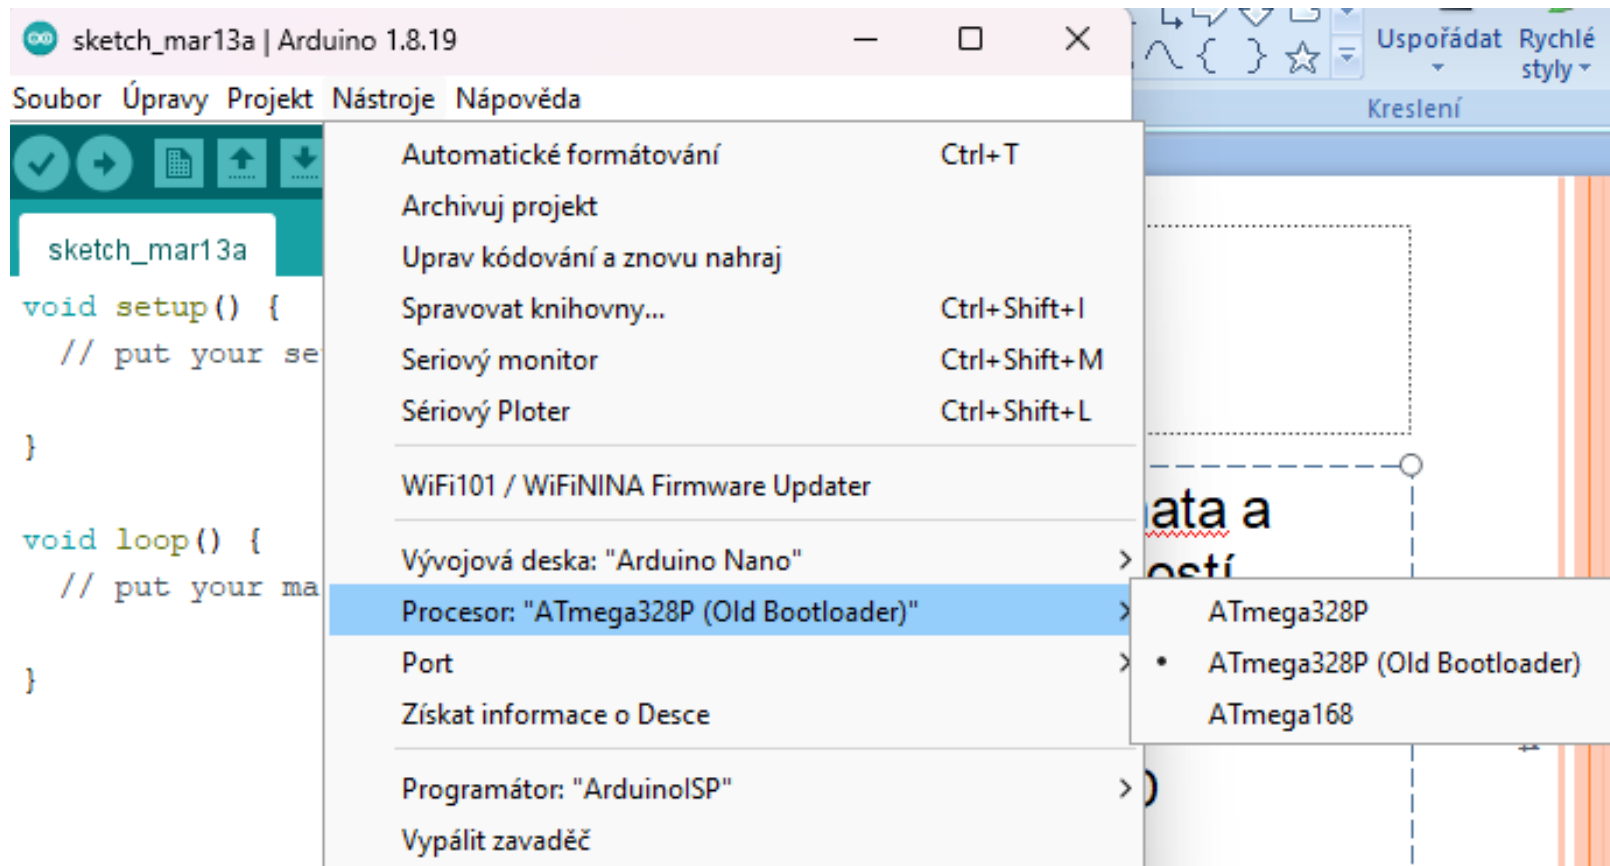 sketch_mar13a | Arduino 1.8.19
Soubor Úpravy Projekt Nástroje Nápověda
Uspořádat Rychlé
styly
Kreslení
sketch_mar13a
void setup() {
// put your se
}
void loop() {
// put your ma
}
Automatické formátování Ctrl+T
Archivuj projekt
Uprav kódování a znovu nahraj
Spravovat knihovny... Ctrl+Shift+I
Seriový monitor Ctrl+Shift+M
Sériový Ploter Ctrl+Shift+L
WiFi101 / WiFiNINA Firmware Updater
Vývojová deska: "Arduino Nano"
Procesor: "ATmega328P (Old Bootloader)"
Port
Získat informace o Desce
Programátor: "ArduinoISP"
Vypálit zavaděč
ATmega328P
ATmega328P (Old Bootloader)
ATmega168
ata a
ostí
)